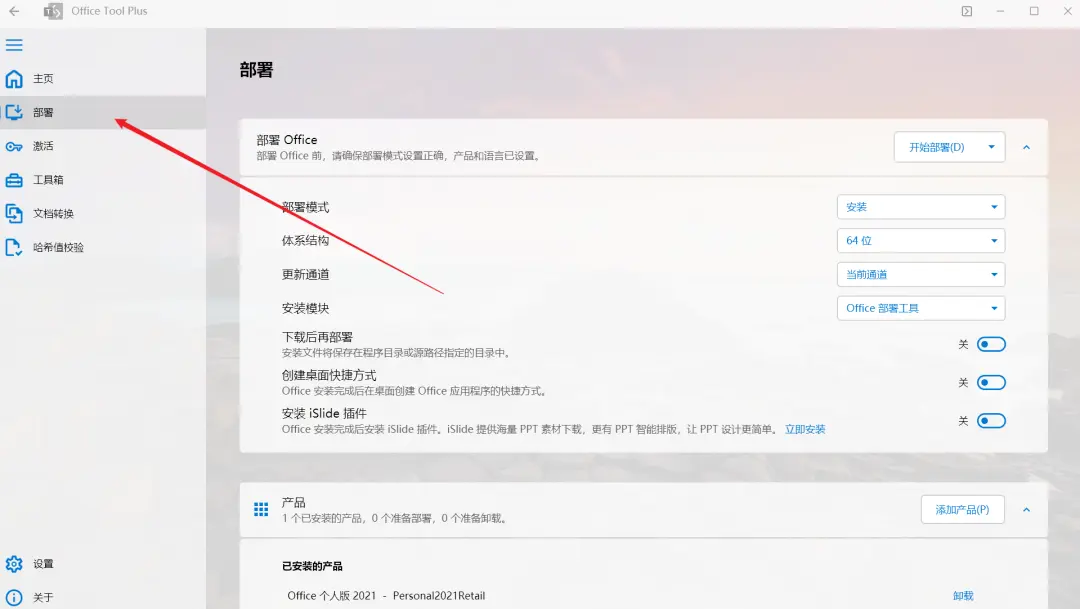 Office Tool Plus
主页
部署
激活
工具箱
文档转换
哈希值校验
设置
关于
部署
部署 Office
部署 Office 前，请确保部署模式设置正确，产品和语言已设置。
开始部署(D)
部署模式
安装
体系结构
64 位
更新通道
当前通道
安装模块
Office 部署工具
下载后再部署
安装文件将保存在程序目录或源路径指定的目录中。
关
创建桌面快捷方式
Office 安装完成后在桌面创建 Office 应用程序的快捷方式。
关
安装 iSlide 插件
Office 安装完成后安装 iSlide 插件。iSlide 提供海量 PPT 素材下载，更有 PPT 智能排版，让 PPT 设计更简单。 立即安装
关
产品
1 个已安装的产品，0 个准备部署，0 个准备卸载。
添加产品(P)
已安装的产品
Office 个人版 2021 - Personal2021Retail
卸载